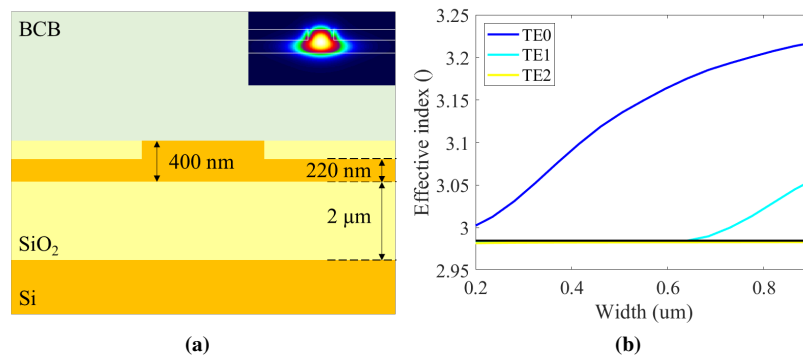 BCB
400 nm
220 nm
2 μm
SiO2
Si
(a)
3.25
3.2
3.15
3.1
3.05
3
2.95
Effective index ()
TE0
TE1
TE2
0.2
0.4
0.6
0.8
Width (um)
(b)